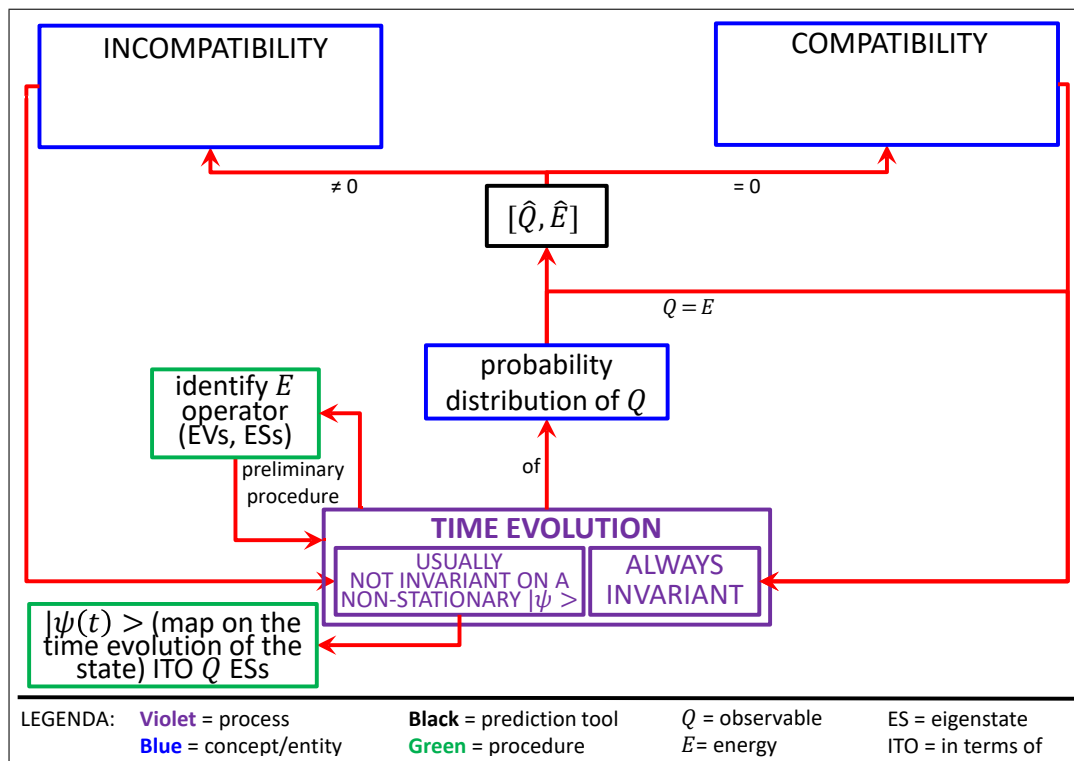 INCOMPATIBILITY
COMPATIBILITY
≠ 0
= 0
[Q̂, Ê]
Q = E
probability
distribution of Q
identify E
operator
(EVs, ESs)
preliminary
procedure
of
TIME EVOLUTION
USUALLY
NOT INVARIANT ON A
NON-STATIONARY |ψ >
ALWAYS
INVARIANT
|ψ(t) > (map on the
time evolution of the
state) ITO Q ESs
LEGENDA: Violet = process Black = prediction tool Q = observable ES = eigenstate
Blue = concept/entity Green = procedure E= energy ITO = in terms of